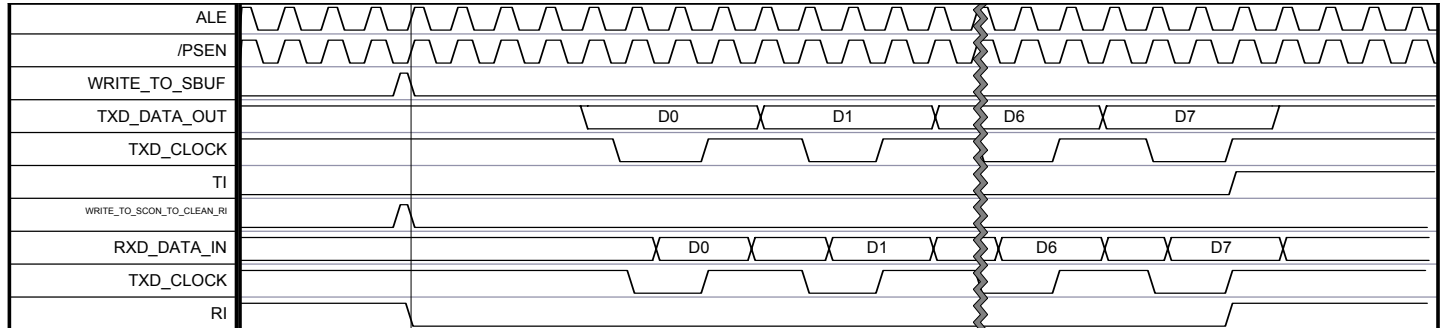 ALE
/PSEN
WRITE_TO_SBUF
TXD_DATA_OUT D0 D1 D6 D7
TXD_CLOCK
TI
WRITE_TO_SCON_TO_CLEAN_RI
RXD_DATA_IN D0 D1 D6 D7
TXD_CLOCK
RI